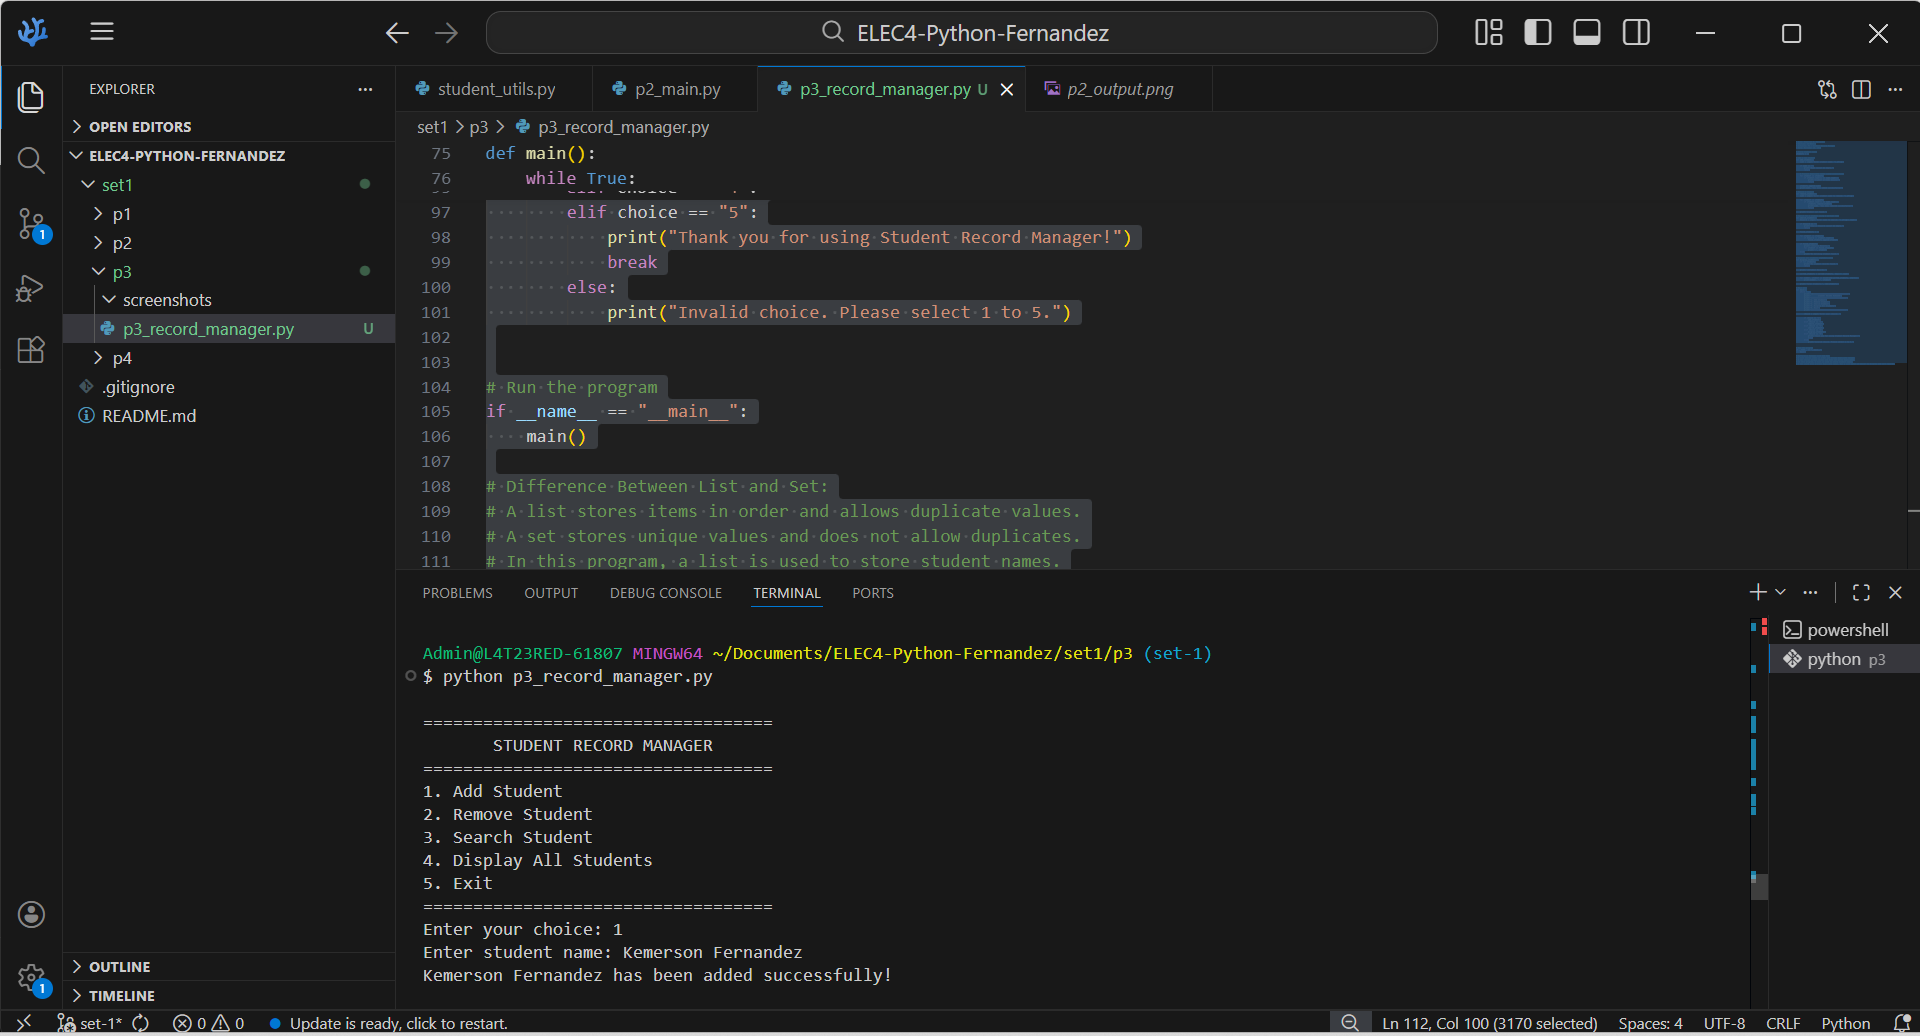 ELEC4-Python-Fernandez
EXPLORER
OPEN EDITORS
ELEC4-PYTHON-FERNANDEZ
set1
p1
p2
p3
screenshots
p3_record_manager.py U
p4
.gitignore
README.md
OUTLINE
TIMELINE
1
1
student_utils.py
p2_main.py
p3_record_manager.py U
p2_output.png
set1 > p3 > p3_record_manager.py
75 def main():
76 while True:
97 elif choice == "5":
98 print("Thank you for using Student Record Manager!")
99 break
100 else:
101 print("Invalid choice. Please select 1 to 5.")
102
103
104 # Run the program
105 if __name__ == "__main__":
106 main()
107
108 # Difference Between List and Set:
109 # A list stores items in order and allows duplicate values.
110 # A set stores unique values and does not allow duplicates.
111 # In this program, a list is used to store student names.
PROBLEMS OUTPUT DEBUG CONSOLE TERMINAL PORTS
powershell
python p3
Admin@L4T23RED-61807 MINGW64 ~/Documents/ELEC4-Python-Fernandez/set1/p3 (set-1)
$ python p3_record_manager.py
===================================
STUDENT RECORD MANAGER
===================================
1. Add Student
2. Remove Student
3. Search Student
4. Display All Students
5. Exit
===================================
Enter your choice: 1
Enter student name: Kemerson Fernandez
Kemerson Fernandez has been added successfully!
set-1* 0 0 Update is ready, click to restart. Ln 112, Col 100 (3170 selected) Spaces: 4 UTF-8 CRLF Python